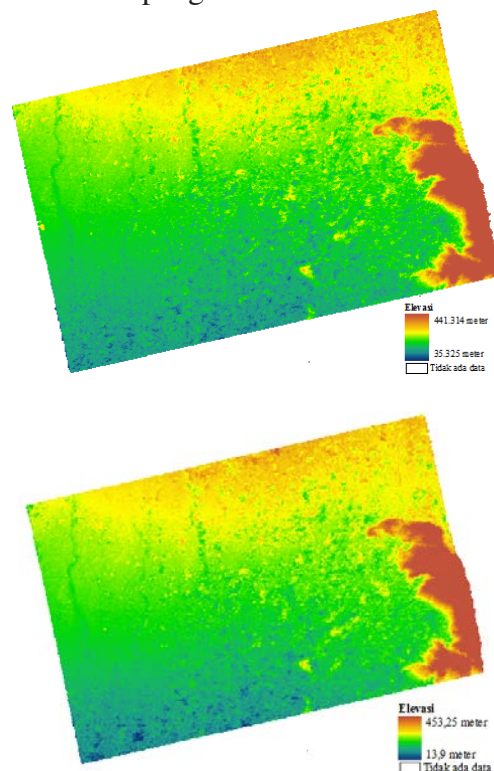 Elevasi
441.314 meter
35.325 meter
Tidak ada data
Elevasi
453,25 meter
13,9 meter
Tidak ada data